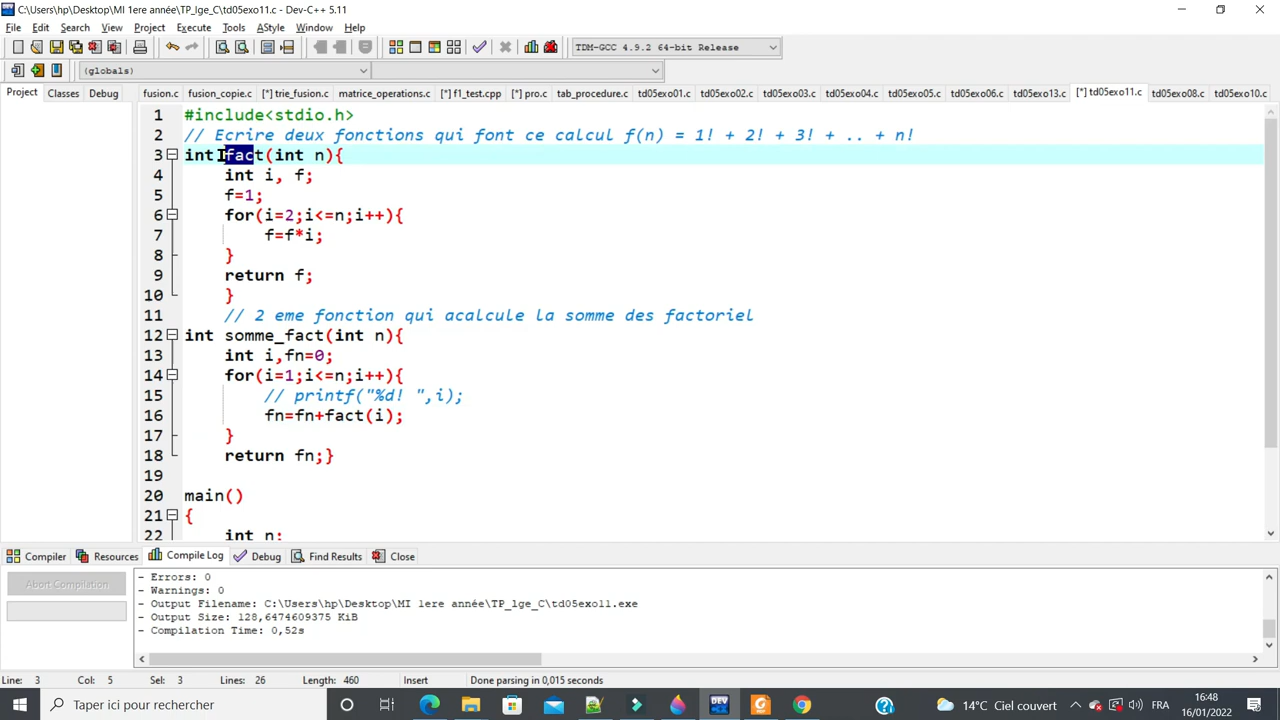 C:\Users\hp\Desktop\MI 1ere année\TP_lge_C\td05exo11.c - Dev-C++ 5.11
File Edit Search View Project Execute Tools AStyle Window Help
TDM-GCC 4.9.2 64-bit Release
(globals)
Project Classes Debug
fusion.c fusion_copie.c [*] trie_fusion.c matrice_operations.c [*] f1_test.cpp [*] pro.c tab_procedure.c td05exo01.c td05exo02.c td05exo03.c td05exo04.c td05exo05.c td05exo06.c td05exo13.c [*] td05exo11.c td05exo08.c td05exo10.c
1 #include<stdio.h>
2 // Ecrire deux fonctions qui font ce calcul f(n) = 1! + 2! + 3! + .. + n!
3 int fact(int n){
4 int i, f;
5 f=1;
6 for(i=2;i<=n;i++){
7 f=f*i;
8 }
9 return f;
10 }
11 // 2 eme fonction qui acalcule la somme des factoriel
12 int somme_fact(int n){
13 int i,fn=0;
14 for(i=1;i<=n;i++){
15 // printf("%d! ",i);
16 fn=fn+fact(i);
17 }
18 return fn;}
19
20 main()
21 {
22 int n;
Compiler Resources Compile Log Debug Find Results Close
Abort Compilation
- Errors: 0
- Warnings: 0
- Output Filename: C:\Users\hp\Desktop\MI 1ere année\TP_lge_C\td05exo11.exe
- Output Size: 128,6474609375 KiB
- Compilation Time: 0,52s
Line: 3 Col: 5 Sel: 3 Lines: 26 Length: 460 Insert Done parsing in 0,015 seconds
Taper ici pour rechercher
DEV
14°C Ciel couvert
FRA
16:48
16/01/2022